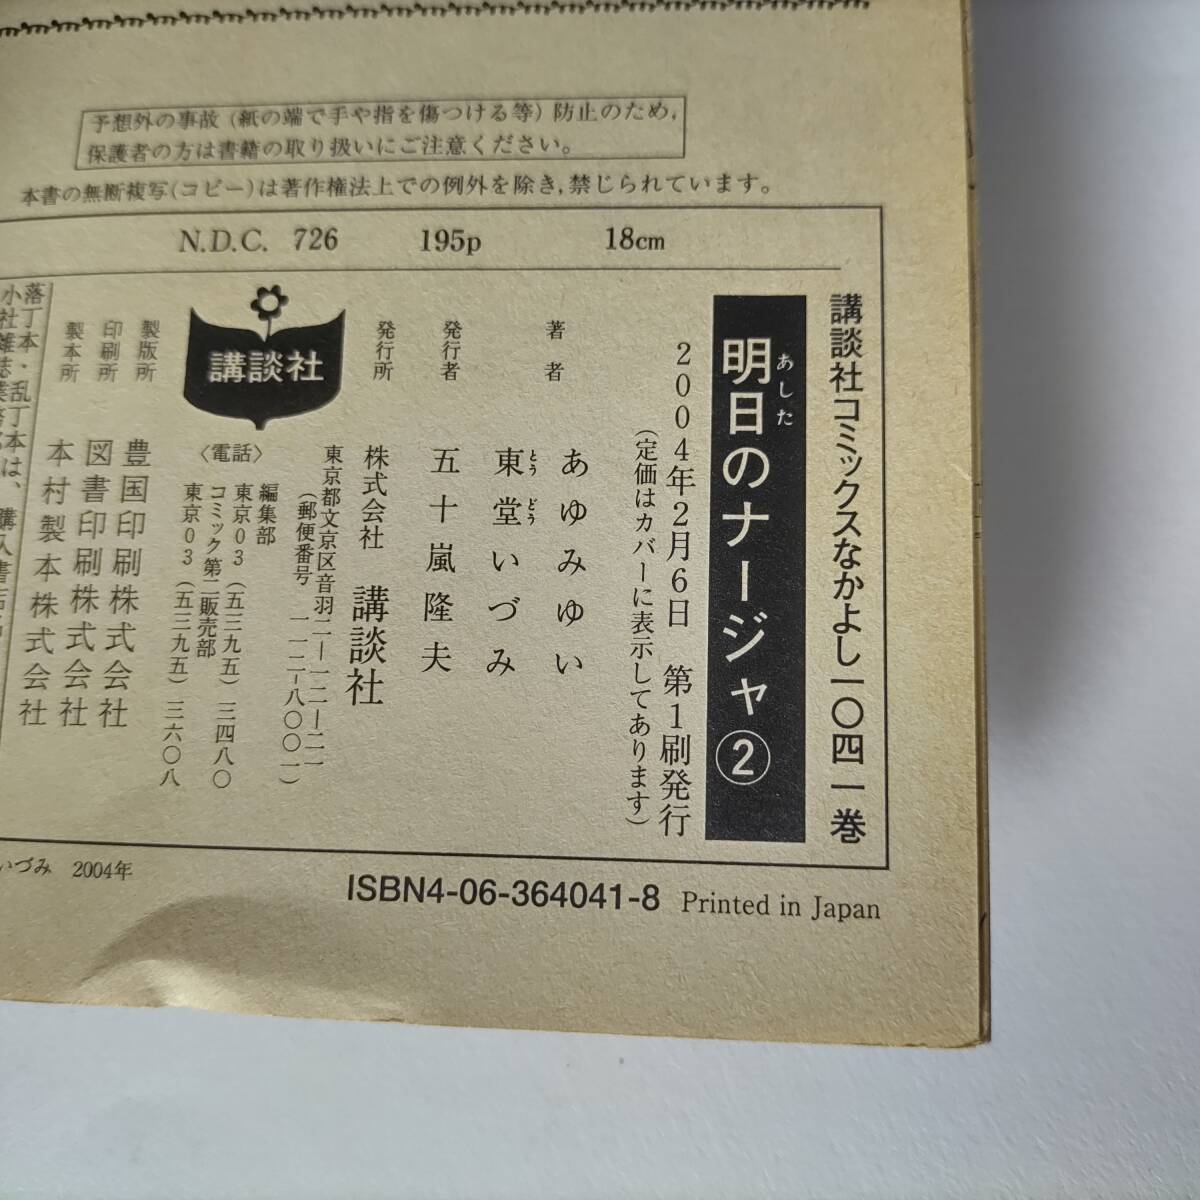 予想外の事故（紙の端で手や指を傷つける等）防止のため,
保護者の方は書籍の取り扱いにご注意ください。
本書の無断複写(コピー)は著作権法上での例外を除き,禁じられています。
N.D.C. 726 195p 18cm
講談社コミックスなかよし一〇四一巻
明日のナージャ②
あした
2004年2月6日 第1刷発行
（定価はカバーに表示してあります）
著者 あゆみゆい
東堂いづみ
とうどう
発行者 五十嵐隆夫
発行所 株式会社 講談社
東京都文京区音羽二ー一二ー二一
（郵便番号 一一二-八〇〇一）
〈電話〉
編集部
東京03（五三九五）三四八〇
コミック第二販売部
東京03（五三九五）三六〇八
講談社
製版所 豊国印刷株式会社
印刷所 図書印刷株式会社
製本所 本村製本株式会社
落丁本・乱丁本は、購入書店
小社雑誌業務部
いづみ 2004年
ISBN4-06-364041-8 Printed in Japan